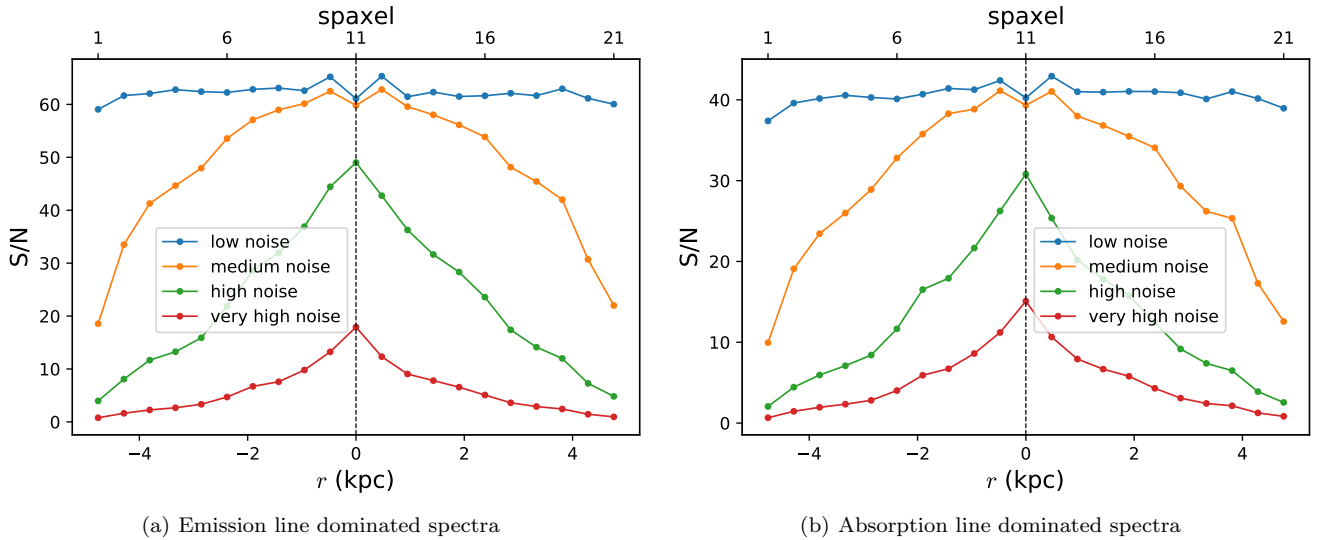 spaxel
1 6 11 16 21
S/N
60
50
40
30
20
10
0
low noise
medium noise
high noise
very high noise
−4 −2 0 2 4
r (kpc)
(a) Emission line dominated spectra
spaxel
1 6 11 16 21
S/N
40
30
20
10
0
low noise
medium noise
high noise
very high noise
−4 −2 0 2 4
r (kpc)
(b) Absorption line dominated spectra